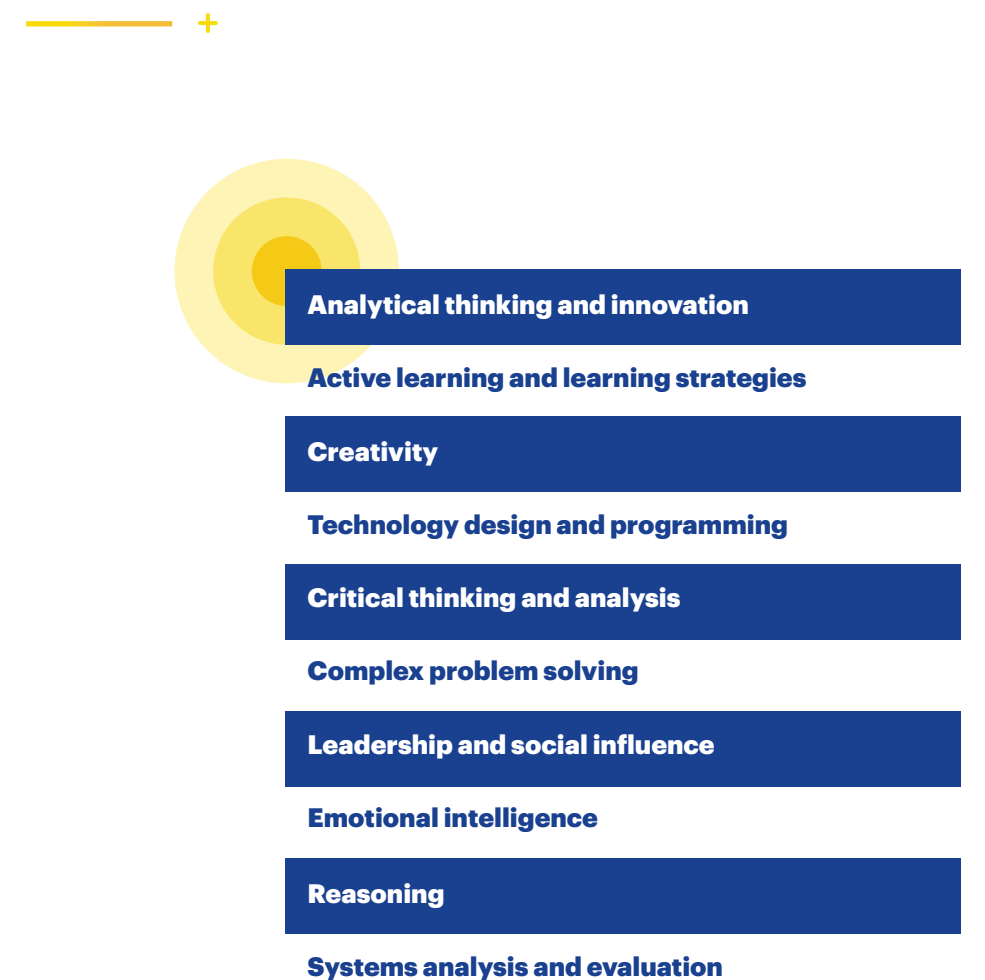 Analytical thinking and innovation
Active learning and learning strategies
Creativity
Technology design and programming
Critical thinking and analysis
Complex problem solving
Leadership and social influence
Emotional intelligence
Reasoning
Systems analysis and evaluation